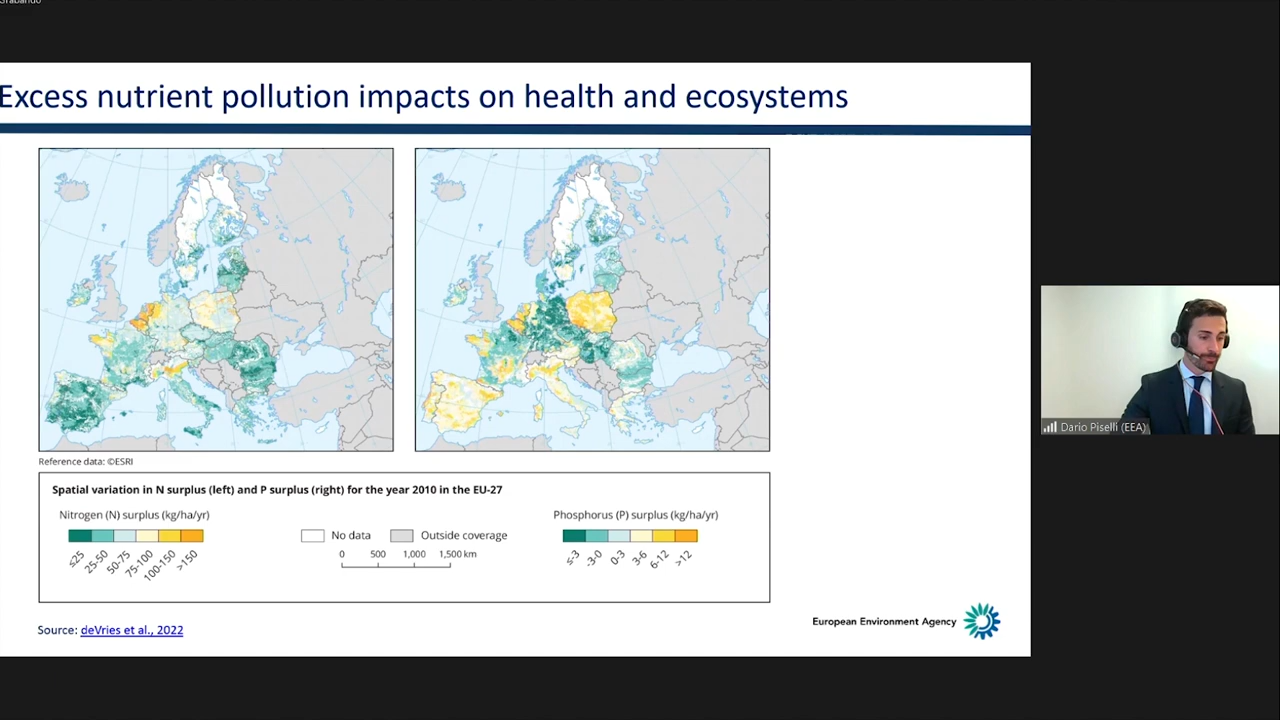 Grabando
Excess nutrient pollution impacts on health and ecosystems
Reference data: ©ESRI
Spatial variation in N surplus (left) and P surplus (right) for the year 2010 in the EU-27
Nitrogen (N) surplus (kg/ha/yr)
≤25
25-50
50-75
75-100
100-150
>150
No data
Outside coverage
0 500 1,000 1,500 km
Phosphorus (P) surplus (kg/ha/yr)
≤-3
-3-0
0-3
3-6
6-12
>12
Source: deVries et al., 2022
European Environment Agency
Dario Piselli (EEA)